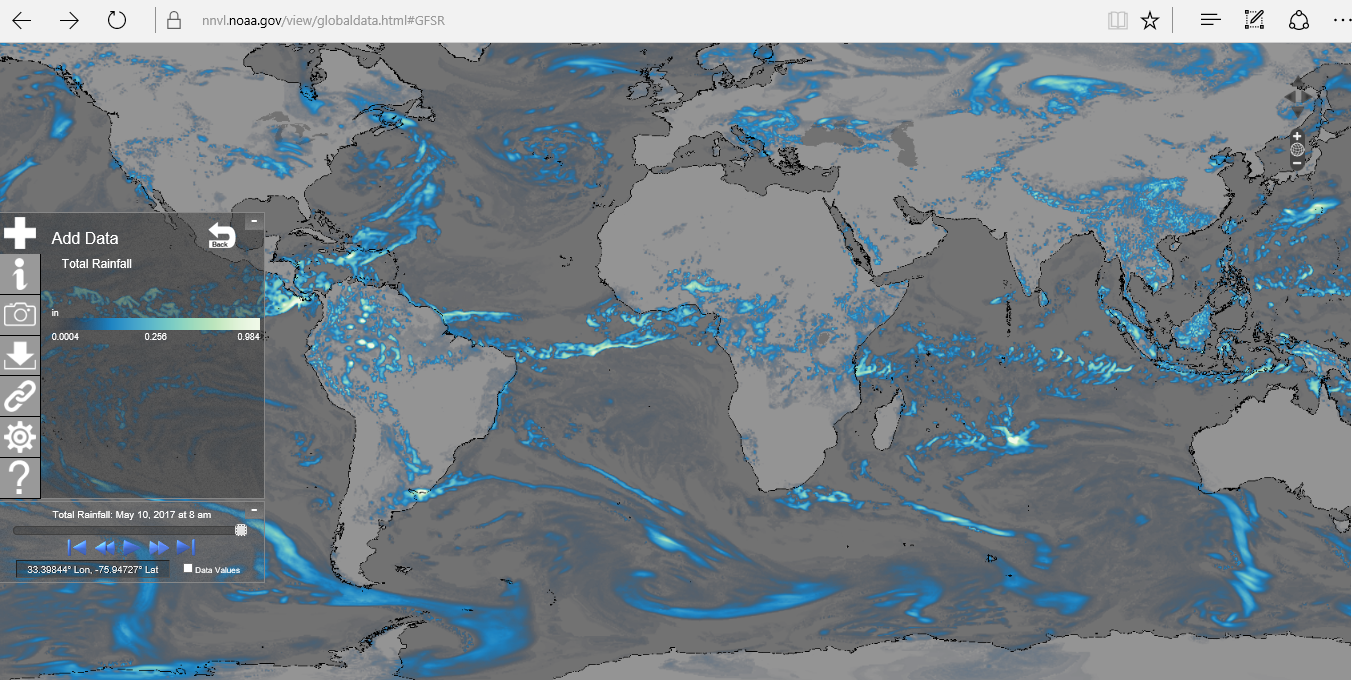 nnvl.noaa.gov/view/globaldata.html#GFSR
Add Data
Back
Total Rainfall
in
0.0004 0.256 0.984
Total Rainfall: May 10, 2017 at 8 am
33.39844° Lon, -75.94727° Lat
Data Values